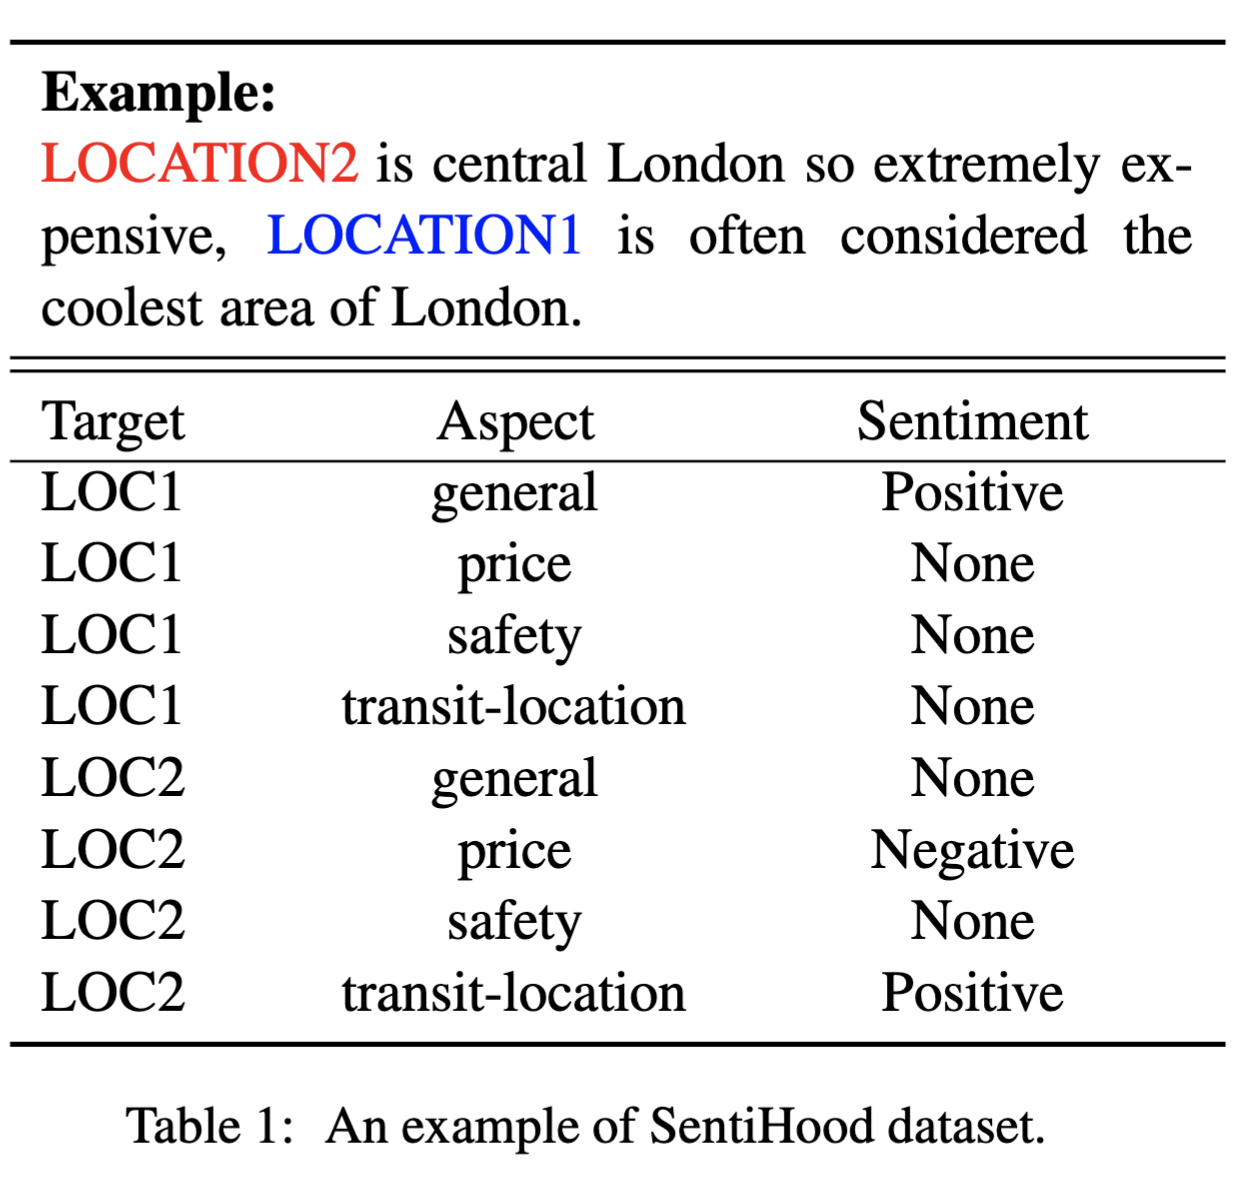 Example:
LOCATION2 is central London so extremely ex-
pensive, LOCATION1 is often considered the
coolest area of London.
Target Aspect Sentiment
LOC1 general Positive
LOC1 price None
LOC1 safety None
LOC1 transit-location None
LOC2 general None
LOC2 price Negative
LOC2 safety None
LOC2 transit-location Positive
Table 1: An example of SentiHood dataset.